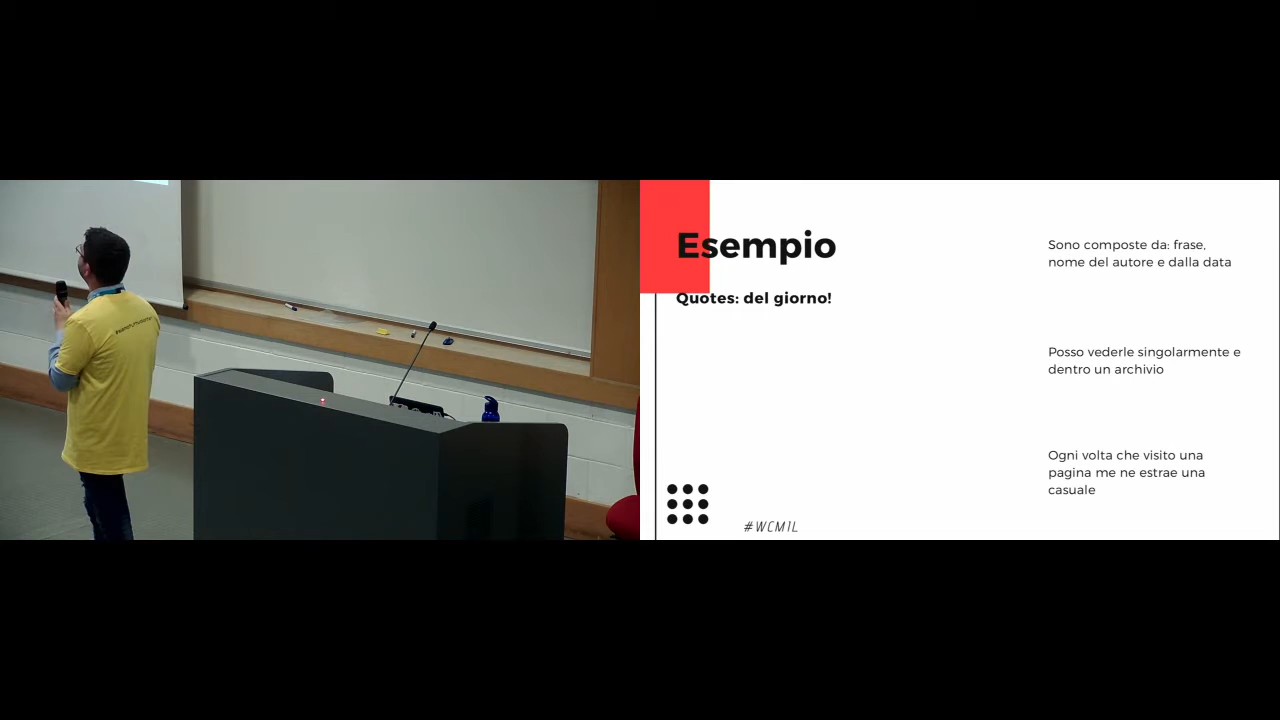 Esempio
Quotes: del giorno!
Sono composte da: frase,
nome del autore e dalla data
Posso vederle singolarmente e
dentro un archivio
Ogni volta che visito una
pagina me ne estrae una
casuale
#WCMIL